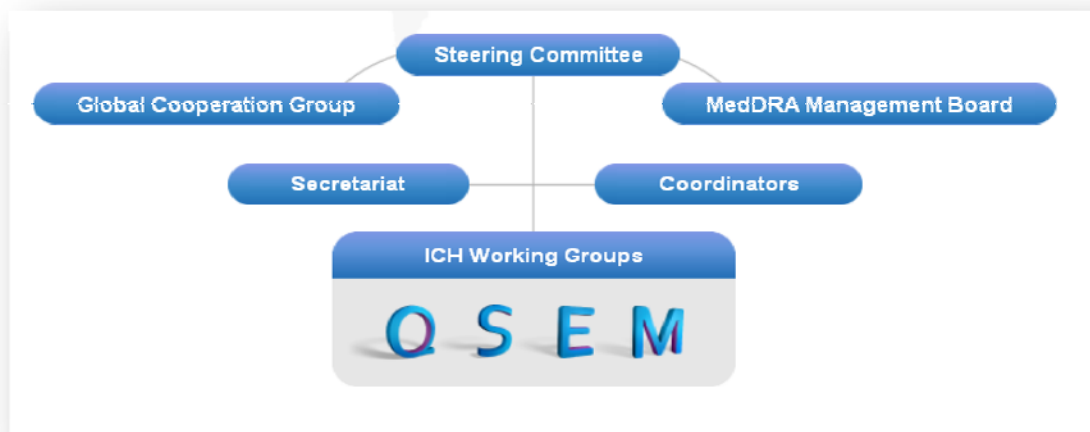 Steering Committee
Global Cooperation Group
MedDRA Management Board
Secretariat
Coordinators
ICH Working Groups
Q S E M